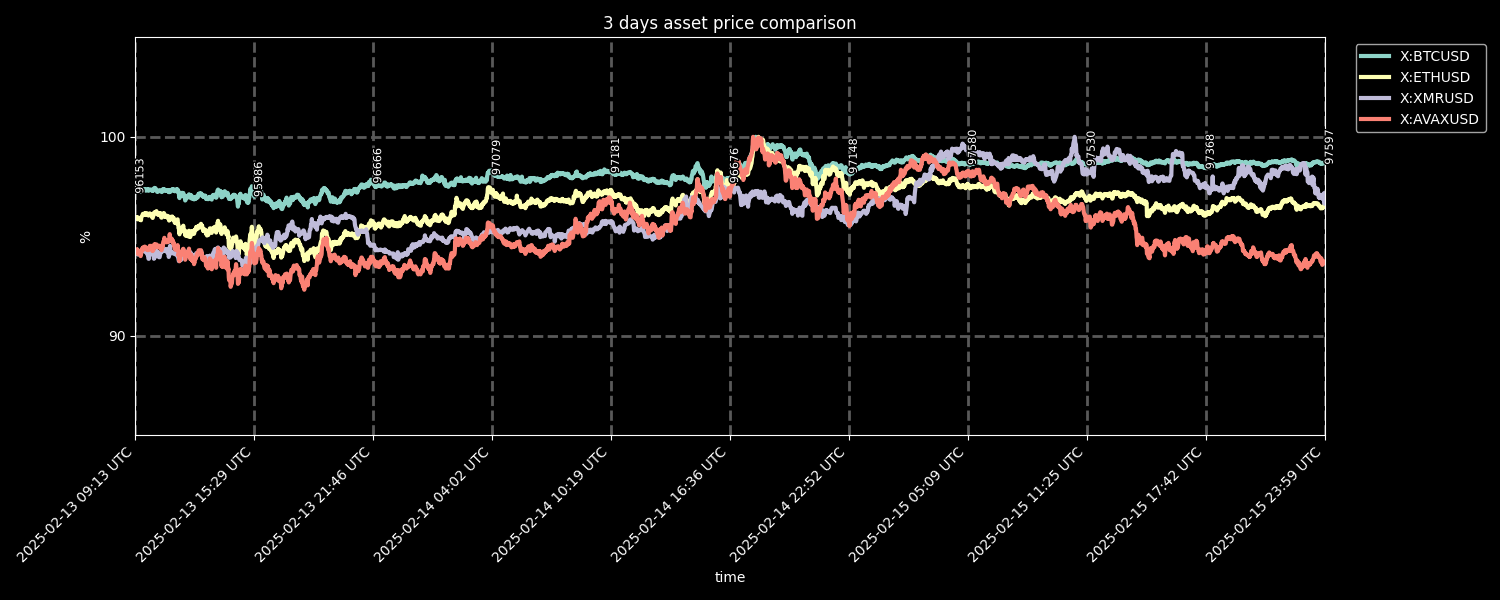 3 days asset price comparison
X:BTCUSD
X:ETHUSD
X:XMRUSD
X:AVAXUSD
100
90
%
96153
95986
96666
97079
97181
96676
97148
97580
97530
97368
97597
2025-02-13 09:13 UTC
2025-02-13 15:29 UTC
2025-02-13 21:46 UTC
2025-02-14 04:02 UTC
2025-02-14 10:19 UTC
2025-02-14 16:36 UTC
2025-02-14 22:52 UTC
2025-02-15 05:09 UTC
2025-02-15 11:25 UTC
2025-02-15 17:42 UTC
2025-02-15 23:59 UTC
time